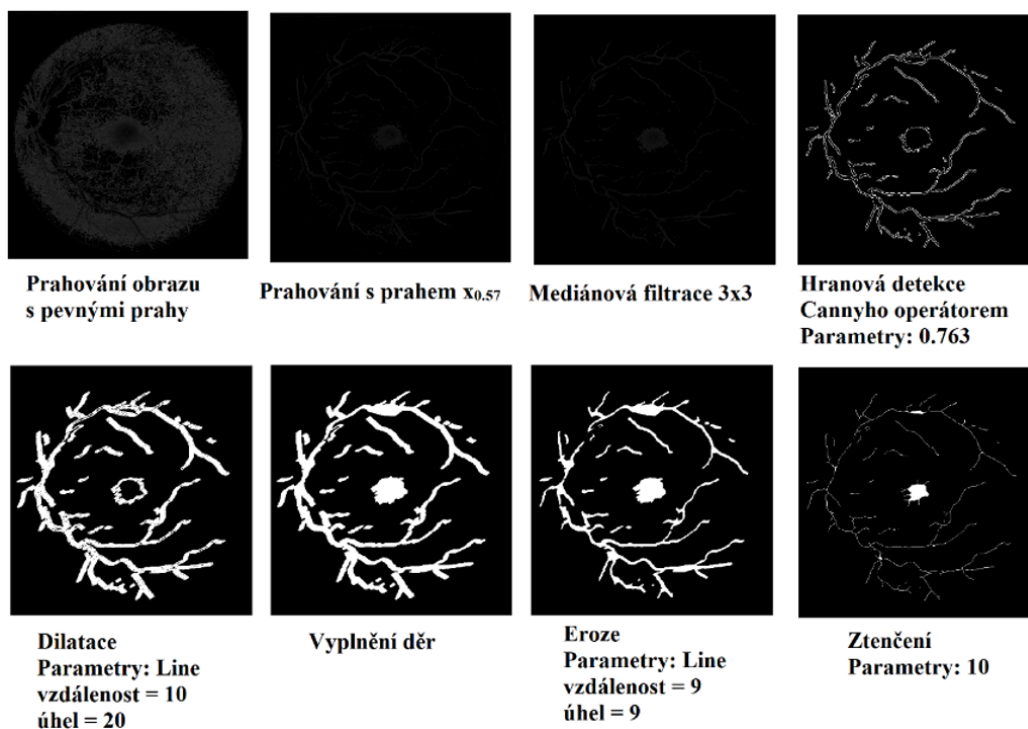 Prahování obrazu
s pevnými prahy
Prahování s prahem x0.57
Mediánová filtrace 3x3
Hranová detekce
Cannyho operátorem
Parametry: 0.763
Dilatace
Parametry: Line
vzdálenost = 10
úhel = 20
Vyplnění děr
Eroze
Parametry: Line
vzdálenost = 9
úhel = 9
Ztenčení
Parametry: 10